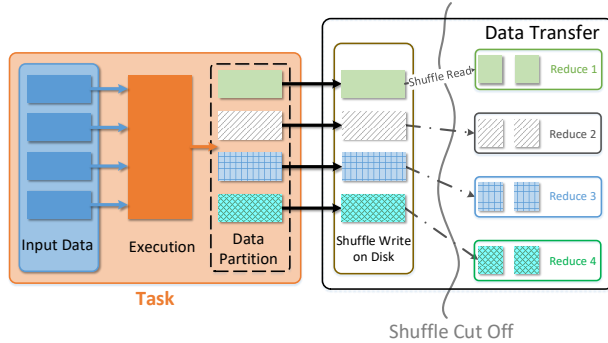 Data Transfer
Shuffle Read
Reduce 1
Reduce 2
Reduce 3
Reduce 4
Input Data
Execution
Data
Partition
Shuffle Write
on Disk
Task
Shuffle Cut Off